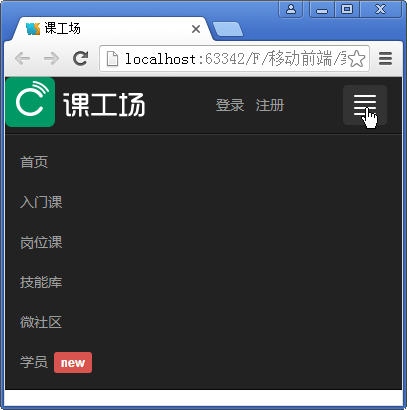 课工场
localhost:63342/F/移动前端/
课工场 登录 注册
首页
入门课
岗位课
技能库
微社区
学员 new